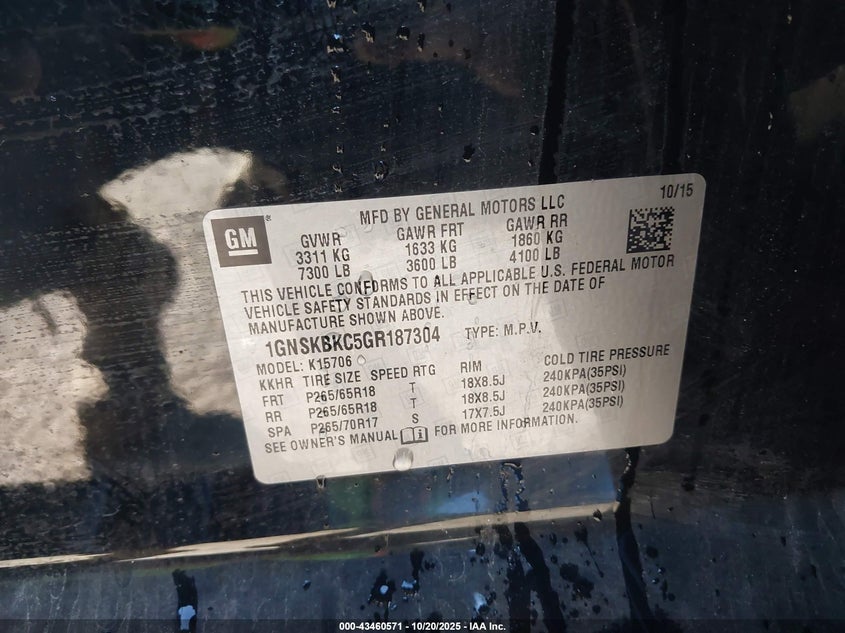 10/15
GM ®
MFD BY GENERAL MOTORS LLC
GVWR GAWR FRT GAWR RR
3311 KG 1633 KG 1860 KG
7300 LB 3600 LB 4100 LB
THIS VEHICLE CONFORMS TO ALL APPLICABLE U.S. FEDERAL MOTOR
VEHICLE SAFETY STANDARDS IN EFFECT ON THE DATE OF
MANUFACTURE SHOWN ABOVE.
1GNSKBKC5GR187304 TYPE: M.P.V.
MODEL: K15706
KKHR TIRE SIZE SPEED RTG RIM COLD TIRE PRESSURE
FRT P265/65R18 T 18X8.5J 240KPA(35PSI)
RR P265/65R18 T 18X8.5J 240KPA(35PSI)
SPA P265/70R17 S 17X7.5J 240KPA(35PSI)
SEE OWNER'S MANUAL FOR MORE INFORMATION.
000-43460571 - 10/20/2025 - IAA Inc.